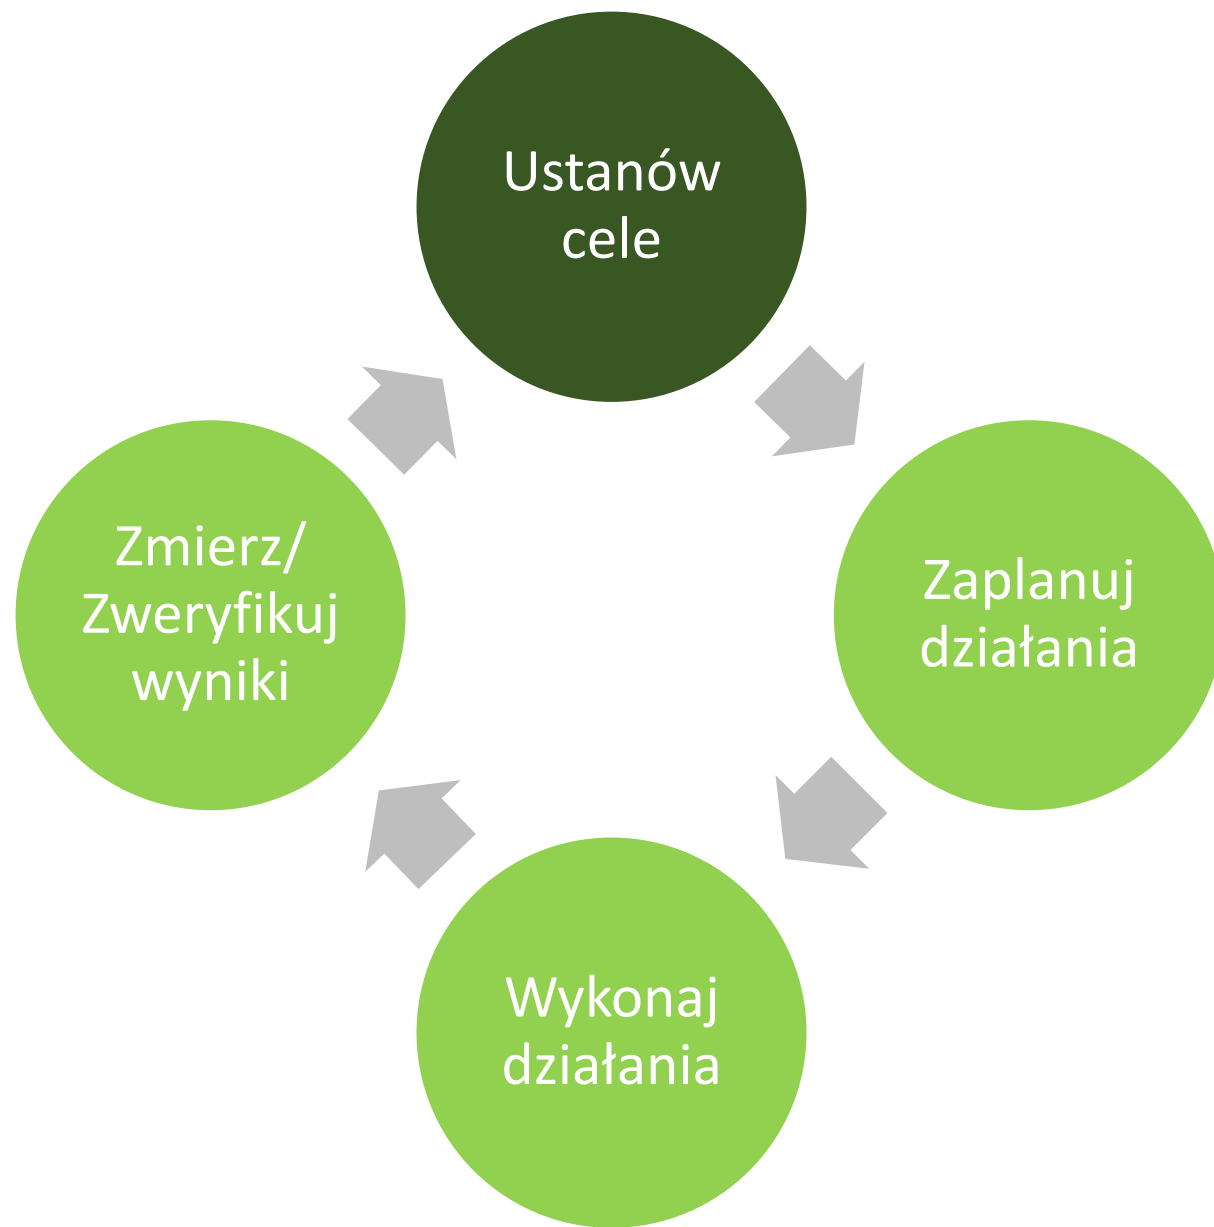 Ustanów
cele
Zaplanuj
działania
Wykonaj
działania
Zmierz/
Zweryfikuj
wyniki